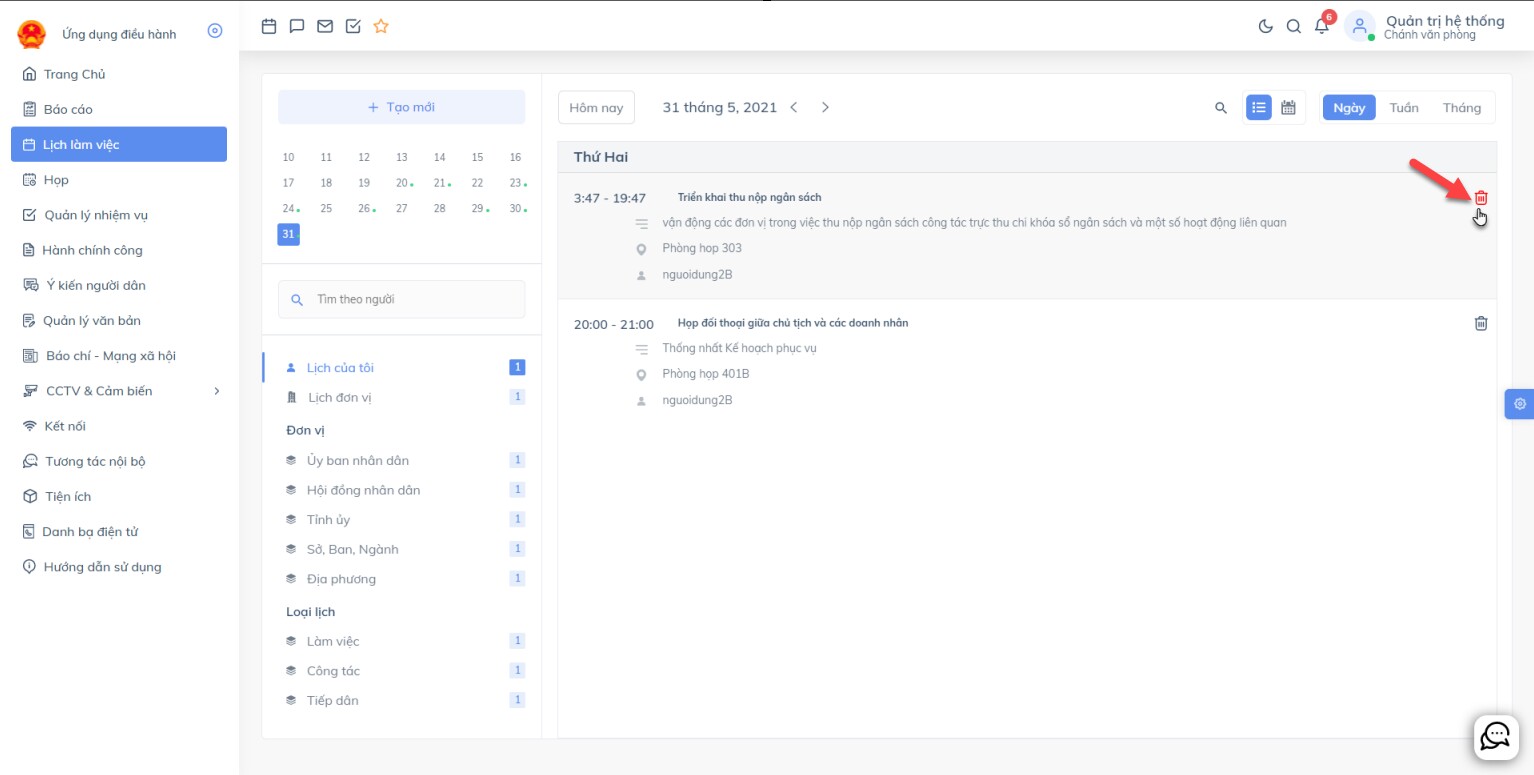 Ứng dụng điều hành
Trang Chủ
Báo cáo
Lịch làm việc
Họp
Quản lý nhiệm vụ
Hành chính công
Ý kiến người dân
Quản lý văn bản
Báo chí - Mạng xã hội
CCTV & Cảm biến
Kết nối
Tương tác nội bộ
Tiện ích
Danh bạ điện tử
Hướng dẫn sử dụng
6
Quản trị hệ thống
Chánh văn phòng
+ Tạo mới
10 11 12 13 14 15 16
17 18 19 20 21 22 23
24 25 26 27 28 29 30
31
Tìm theo người
Lịch của tôi 1
Lịch đơn vị 1
Đơn vị
Ủy ban nhân dân 1
Hội đồng nhân dân 1
Tỉnh ủy 1
Sở, Ban, Ngành 1
Địa phương 1
Loại lịch
Làm việc 1
Công tác 1
Tiếp dân 1
Hôm nay 31 tháng 5, 2021 Ngày Tuần Tháng
Thứ Hai
3:47 - 19:47 Triển khai thu nộp ngân sách
vận động các đơn vị trong việc thu nộp ngân sách công tác trực thu chi khóa sổ ngân sách và một số hoạt động liên quan
Phòng họp 303
nguoidung2B
20:00 - 21:00 Họp đối thoại giữa chủ tịch và các doanh nhân
Thống nhất Kế hoạch phục vụ
Phòng họp 401B
nguoidung2B